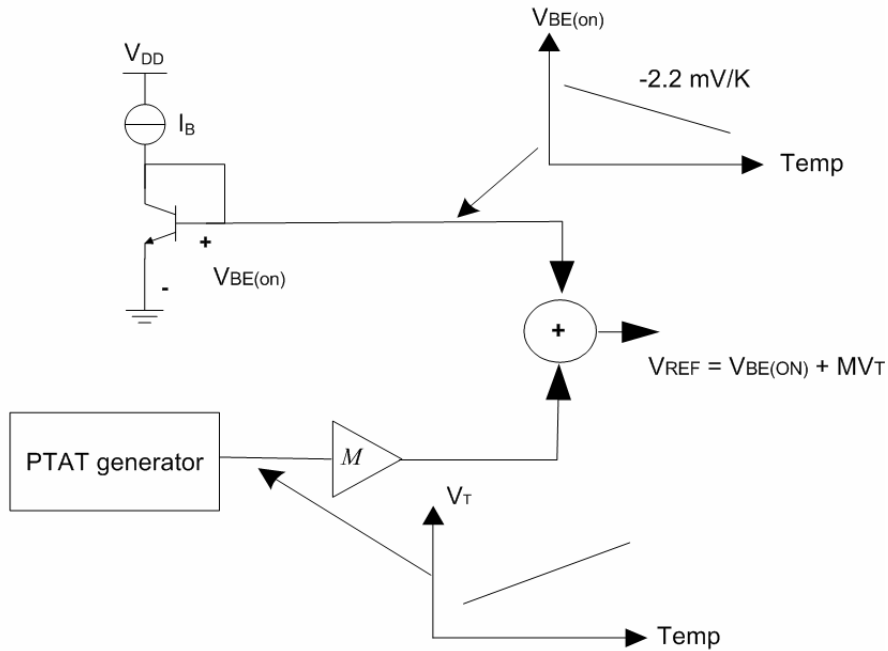 VBE(on)
VDD
-2.2 mV/K
IB
Temp
+
VBE(on)
-
+
VREF = VBE(ON) + MVT
PTAT generator
M
VT
Temp